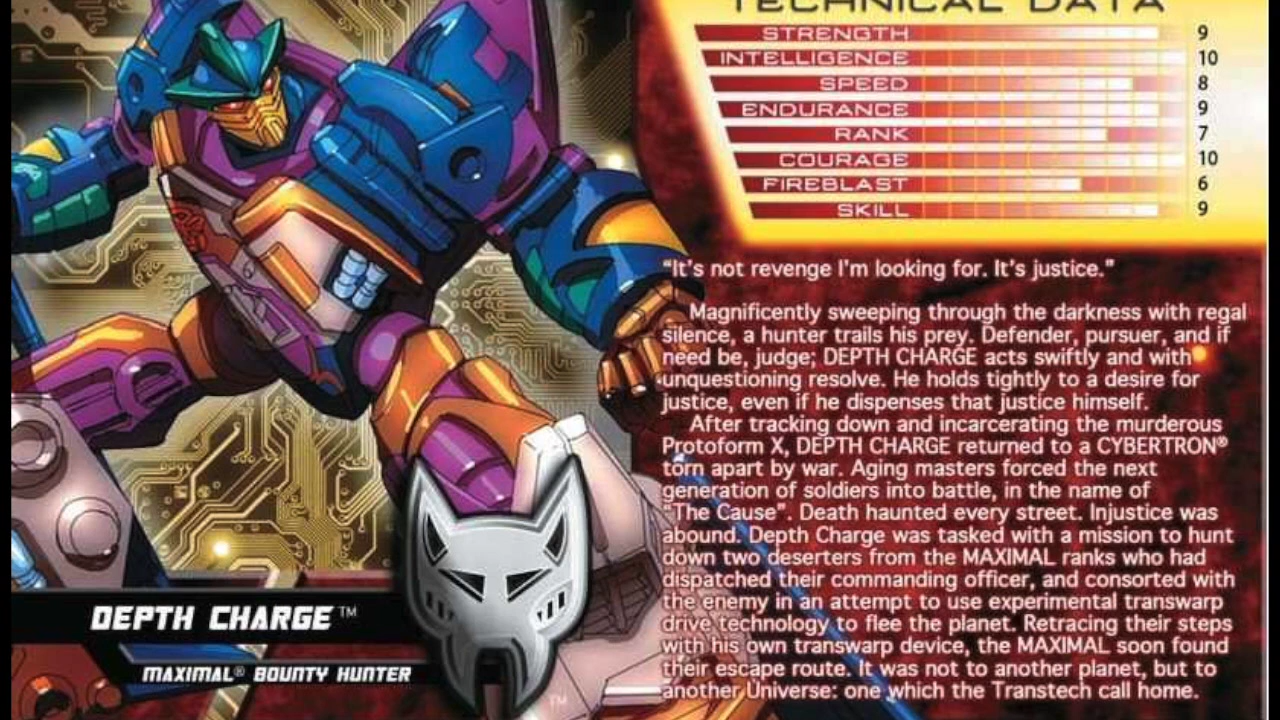 TECHNICAL DATA
STRENGTH 9
INTELLIGENCE 10
SPEED 8
ENDURANCE 9
RANK 7
COURAGE 10
FIREBLAST 6
SKILL 9
"It's not revenge I'm looking for. It's justice."
Magnificently sweeping through the darkness with regal
silence, a hunter trails his prey. Defender, pursuer, and if
need be, judge; DEPTH CHARGE acts swiftly and with
unquestioning resolve. He holds tightly to a desire for
justice, even if he dispenses that justice himself.
After tracking down and incarcerating the murderous
Protoform X, DEPTH CHARGE returned to a CYBERTRON®
torn apart by war. Aging masters forced the next
generation of soldiers into battle, in the name of
"The Cause". Death haunted every street. Injustice was
abound. Depth Charge was tasked with a mission to hunt
down two deserters from the MAXIMAL ranks who had
dispatched their commanding officer, and consorted with
the enemy in an attempt to use experimental transwarp
drive technology to flee the planet. Retracing their steps
with his own transwarp device, the MAXIMAL soon found
their escape route. It was not to another planet, but to
another Universe: one which the Transtech call home.
DEPTH CHARGE™
MAXIMAL® BOUNTY HUNTER
TM